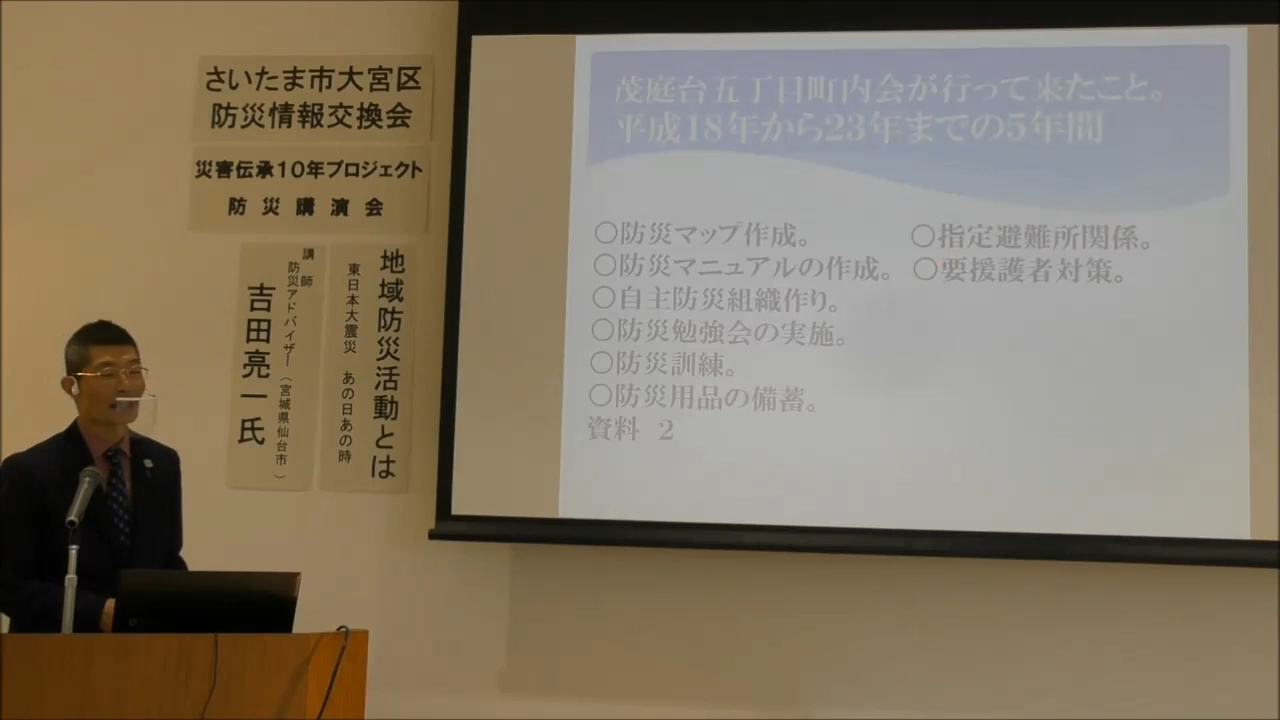 さいたま市大宮区
防災情報交換会
災害伝承10年プロジェクト
防災講演会
地域防災活動とは
東日本大震災 あの日あの時
講師
防災アドバイザー(宮城県仙台市)
吉田亮一氏
茂庭台五丁目町内会が行って来たこと。
平成18年から23年までの5年間
○防災マップ作成。
○防災マニュアルの作成。
○自主防災組織作り。
○防災勉強会の実施。
○防災訓練。
○防災用品の備蓄。
資料 2
○指定避難所関係。
○要援護者対策。